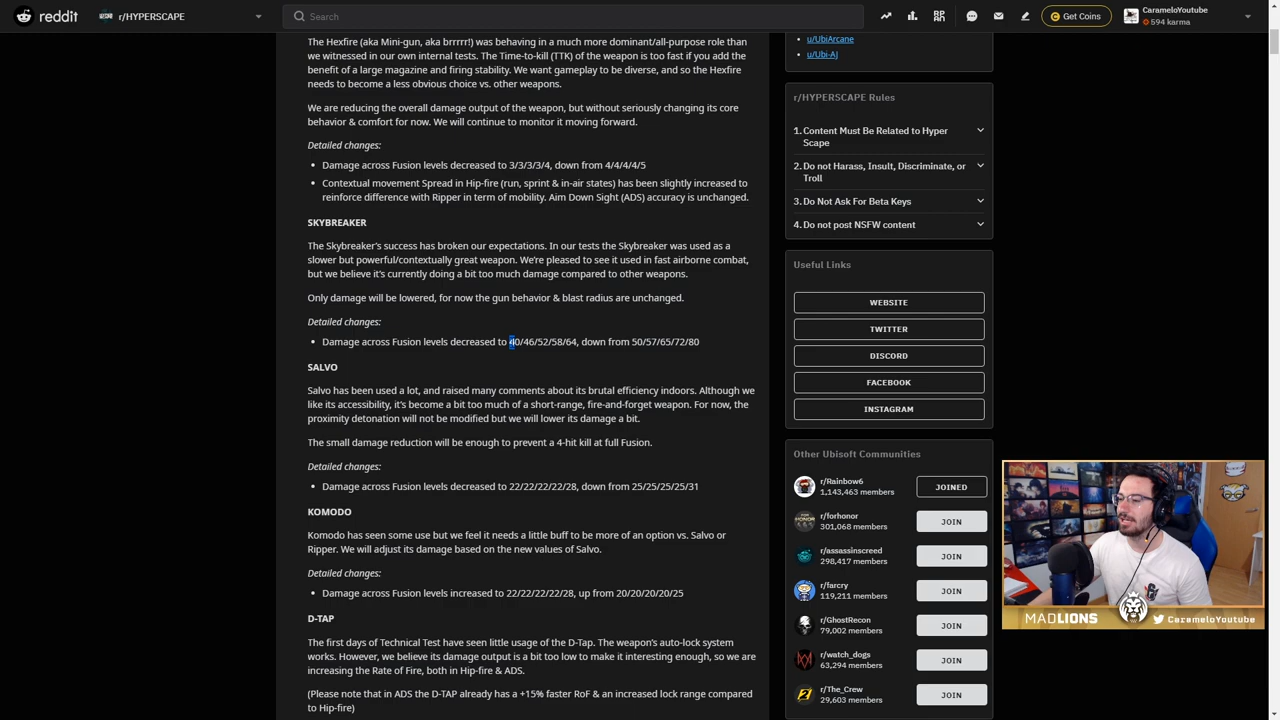 reddit
r/HYPERSCAPE
Search
Get Coins
CarameloYoutube
594 karma
The Hexfire (aka Mini-gun, aka brrrrr!) was behaving in a much more dominant/all-purpose role than
we witnessed in our own internal tests. The Time-to-kill (TTK) of the weapon is too fast if you add the
benefit of a large magazine and firing stability. We want gameplay to be diverse, and so the Hexfire
needs to become a less obvious choice vs. other weapons.
We are reducing the overall damage output of the weapon, but without seriously changing its core
behavior & comfort for now. We will continue to monitor it moving forward.
Detailed changes:
• Damage across Fusion levels decreased to 3/3/3/3/4, down from 4/4/4/4/5
• Contextual movement Spread in Hip-fire (run, sprint & in-air states) has been slightly increased to
reinforce difference with Ripper in term of mobility. Aim Down Sight (ADS) accuracy is unchanged.
SKYBREAKER
The Skybreaker's success has broken our expectations. In our tests the Skybreaker was used as a
slower but powerful/contextually great weapon. We're pleased to see it used in fast airborne combat,
but we believe it's currently doing a bit too much damage compared to other weapons.
Only damage will be lowered, for now the gun behavior & blast radius are unchanged.
Detailed changes:
• Damage across Fusion levels decreased to 40/46/52/58/64, down from 50/57/65/72/80
SALVO
Salvo has been used a lot, and raised many comments about its brutal efficiency indoors. Although we
like its accessibility, it's become a bit too much of a short-range, fire-and-forget weapon. For now, the
proximity detonation will not be modified but we will lower its damage a bit.
The small damage reduction will be enough to prevent a 4-hit kill at full Fusion.
Detailed changes:
• Damage across Fusion levels decreased to 22/22/22/22/28, down from 25/25/25/25/31
KOMODO
Komodo has seen some use but we feel it needs a little buff to be more of an option vs. Salvo or
Ripper. We will adjust its damage based on the new values of Salvo.
Detailed changes:
• Damage across Fusion levels increased to 22/22/22/22/28, up from 20/20/20/20/25
D-TAP
The first days of Technical Test have seen little usage of the D-Tap. The weapon's auto-lock system
works. However, we believe its damage output is a bit too low to make it interesting enough, so we are
increasing the Rate of Fire, both in Hip-fire & ADS.
(Please note that in ADS the D-TAP already has a +15% faster RoF & an increased lock range compared
to Hip-fire)
u/UbiArcane
u/Ubi-AJ
r/HYPERSCAPE Rules
1. Content Must Be Related to Hyper
Scape
2. Do not Harass, Insult, Discriminate, or
Troll
3. Do Not Ask For Beta Keys
4. Do not post NSFW content
Useful Links
WEBSITE
TWITTER
DISCORD
FACEBOOK
INSTAGRAM
Other Ubisoft Communities
r/Rainbow6
1,143,463 members
JOINED
r/forhonor
301,068 members
JOIN
r/assassinscreed
298,417 members
JOIN
r/farcry
119,211 members
JOIN
r/GhostRecon
79,002 members
JOIN
r/watch_dogs
63,294 members
JOIN
r/The_Crew
29,603 members
JOIN
MADLIONS
CarameloYoutube